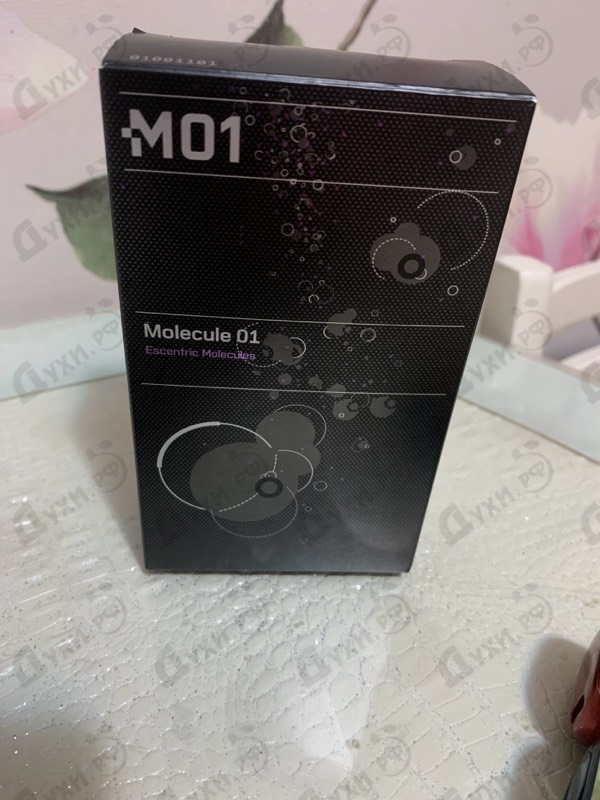 01001101
M01
Molecule 01
Escentric Molecules
Духи.рф